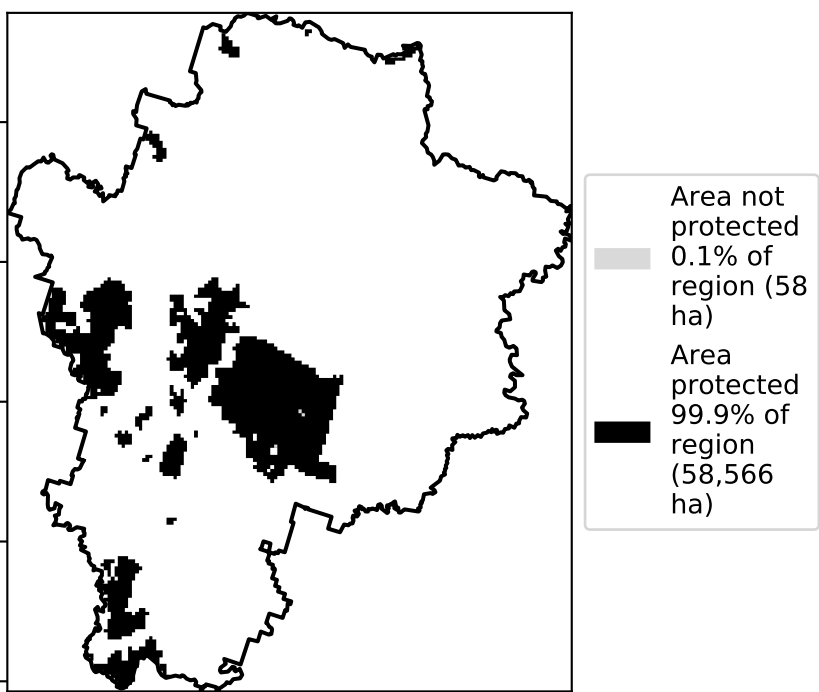 Area not
protected
0.1% of
region (58
ha)
Area
protected
99.9% of
region
(58,566
ha)